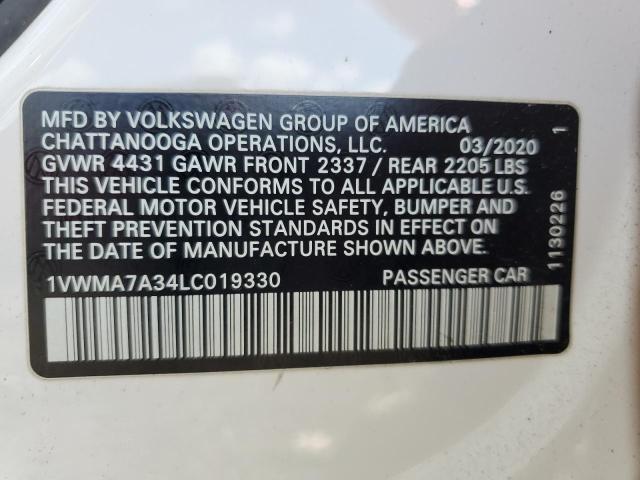 MFD BY VOLKSWAGEN GROUP OF AMERICA
CHATTANOOGA OPERATIONS, LLC. 03/2020
GVWR 4431 GAWR FRONT 2337 / REAR 2205 LBS
THIS VEHICLE CONFORMS TO ALL APPLICABLE U.S.
FEDERAL MOTOR VEHICLE SAFETY, BUMPER AND
THEFT PREVENTION STANDARDS IN EFFECT ON
THE DATE OF MANUFACTURE SHOWN ABOVE.
1VWMA7A34LC019330 PASSENGER CAR
1130226 1